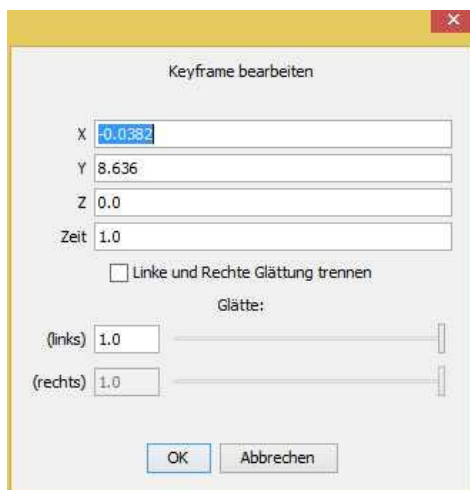 Keyframe bearbeiten
X -0.0382
Y 8.636
Z 0.0
Zeit 1.0
Linke und Rechte Glättung trennen
Glätte:
(links) 1.0
(rechts) 1.0
OK Abbrechen